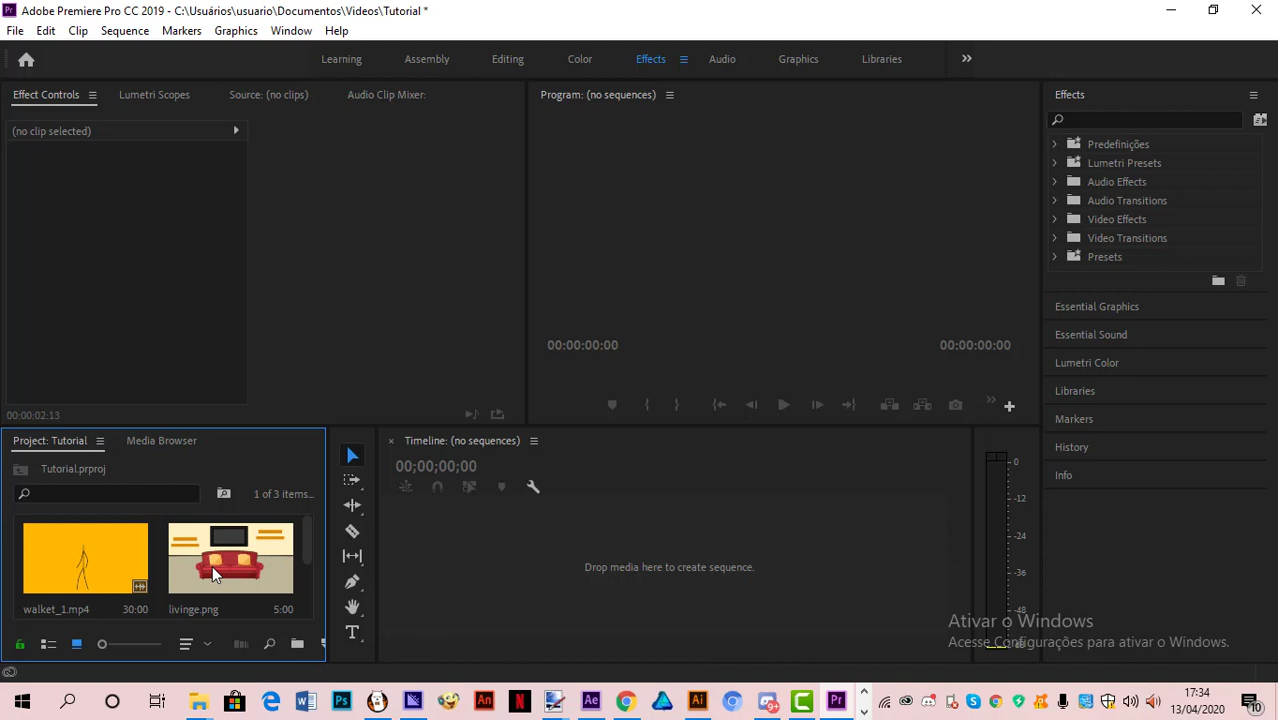 Adobe Premiere Pro CC 2019 - C:\Usuários\usuario\Documentos\Videos\Tutorial *
File Edit Clip Sequence Markers Graphics Window Help
Learning Assembly Editing Color Effects Audio Graphics Libraries
Effect Controls Lumetri Scopes Source: (no clips) Audio Clip Mixer:
Program: (no sequences)
Effects
(no clip selected)
Predefinições
Lumetri Presets
Audio Effects
Audio Transitions
Video Effects
Video Transitions
Presets
Essential Graphics
Essential Sound
Lumetri Color
Libraries
Markers
History
Info
00:00:00:00 00:00:00:00
00:00:02:13
Project: Tutorial Media Browser
Tutorial.prproj
1 of 3 items...
walket_1.mp4 30:00
livinge.png 5:00
Timeline: (no sequences)
00;00;00;00
Drop media here to create sequence.
0
-12
-24
-36
-48
Ativar o Windows
Acesse Configurações para ativar o Windows.
17:34
13/04/2020